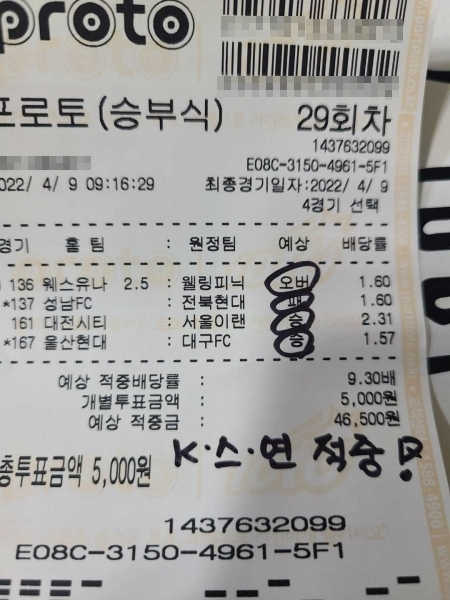 proto
프로토(승부식) 29회차
1437632099
E08C-3150-4961-5F1
2022/ 4/ 9 09:16:29 최종경기일자:2022/ 4/ 9
4경기 선택
경기 홈 팀 : 원정팀 예상 배당률
136 웨스유나 2.5 : 웰링피닉 오버 1.60
*137 성남FC : 전북현대 패 1.60
161 대전시티 : 서울이랜 승 2.31
*167 울산현대 : 대구FC 승 1.57
예상 적중배당률 : 9.30배
개별투표금액 : 5,000원
예상 적중금 : 46,500원
K·스·연 적중!
총투표금액 5,000원
1437632099
E08C-3150-4961-5F1